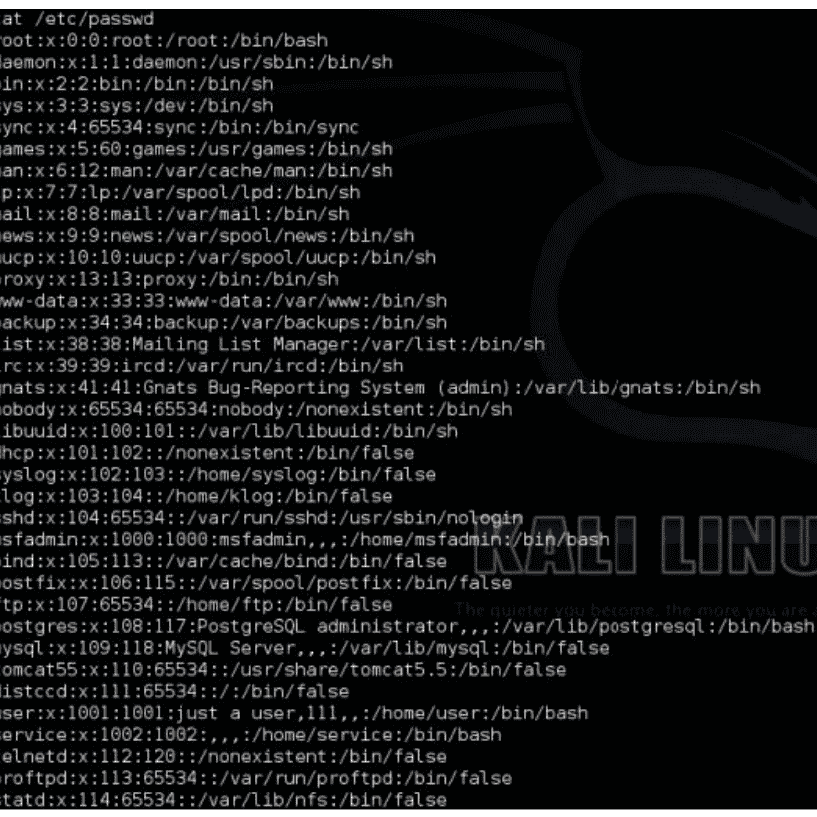 cat /etc/passwd
root:x:0:0:root:/root:/bin/bash
daemon:x:1:1:daemon:/usr/sbin:/bin/sh
bin:x:2:2:bin:/bin:/bin/sh
sys:x:3:3:sys:/dev:/bin/sh
sync:x:4:65534:sync:/bin:/bin/sync
games:x:5:60:games:/usr/games:/bin/sh
man:x:6:12:man:/var/cache/man:/bin/sh
lp:x:7:7:lp:/var/spool/lpd:/bin/sh
mail:x:8:8:mail:/var/mail:/bin/sh
news:x:9:9:news:/var/spool/news:/bin/sh
uucp:x:10:10:uucp:/var/spool/uucp:/bin/sh
proxy:x:13:13:proxy:/bin:/bin/sh
www-data:x:33:33:www-data:/var/www:/bin/sh
backup:x:34:34:backup:/var/backups:/bin/sh
list:x:38:38:Mailing List Manager:/var/list:/bin/sh
irc:x:39:39:ircd:/var/run/ircd:/bin/sh
gnats:x:41:41:Gnats Bug-Reporting System (admin):/var/lib/gnats:/bin/sh
nobody:x:65534:65534:nobody:/nonexistent:/bin/sh
libuuid:x:100:101::/var/lib/libuuid:/bin/sh
dhcp:x:101:102::/nonexistent:/bin/false
syslog:x:102:103::/home/syslog:/bin/false
klog:x:103:104::/home/klog:/bin/false
sshd:x:104:65534::/var/run/sshd:/usr/sbin/nologin
msfadmin:x:1000:1000:msfadmin,,,:/home/msfadmin:/bin/bash
bind:x:105:113::/var/cache/bind:/bin/false
postfix:x:106:115::/var/spool/postfix:/bin/false
ftp:x:107:65534::/home/ftp:/bin/false
postgres:x:108:117:PostgreSQL administrator,,,:/var/lib/postgresql:/bin/bash
mysql:x:109:118:MySQL Server,,,:/var/lib/mysql:/bin/false
tomcat55:x:110:65534::/usr/share/tomcat5.5:/bin/false
distccd:x:111:65534::/:/bin/false
user:x:1001:1001:just a user,111,,:/home/user:/bin/bash
service:x:1002:1002:,,,:/home/service:/bin/bash
telnetd:x:112:120::/nonexistent:/bin/false
proftpd:x:113:65534::/var/run/proftpd:/bin/false
statd:x:114:65534::/var/lib/nfs:/bin/false
KALI LINU
The quieter you become, the more you are a